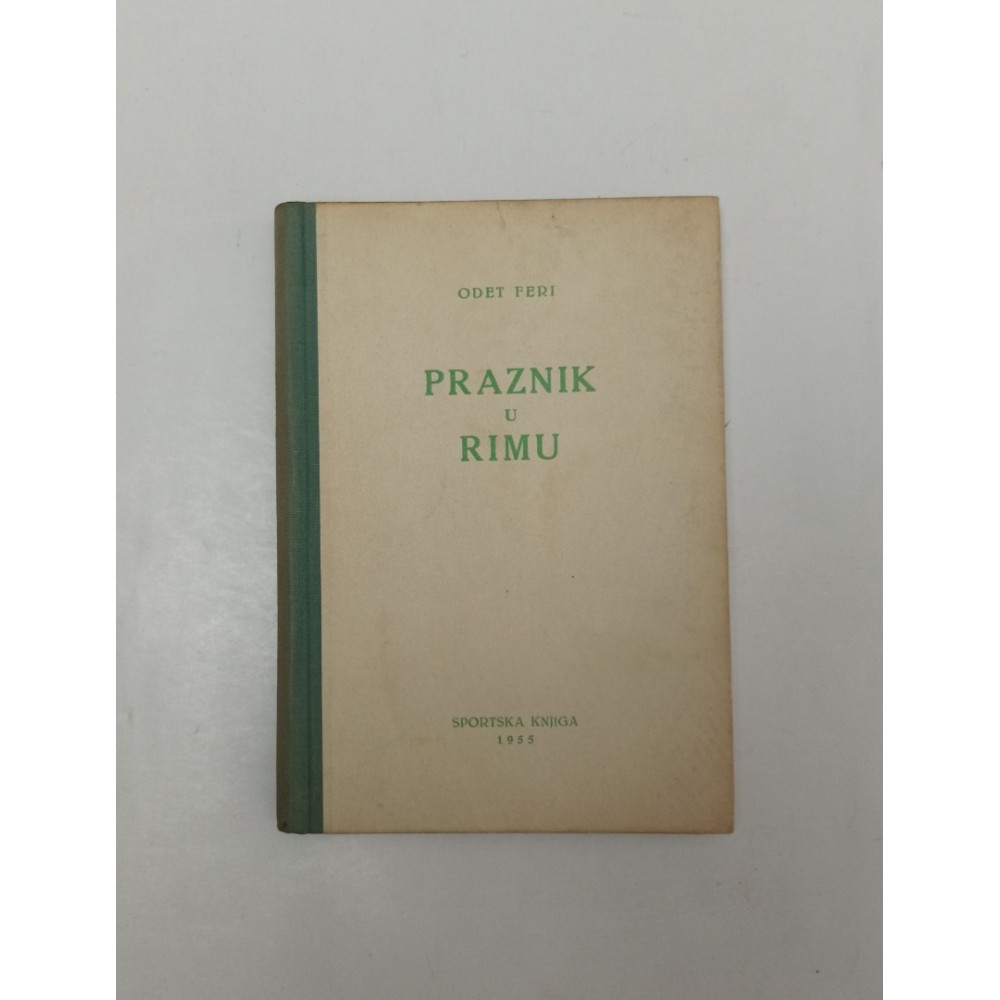 ODET FERI
PRAZNIK
U
RIMU
SPORTSKA KNJIGA
1955